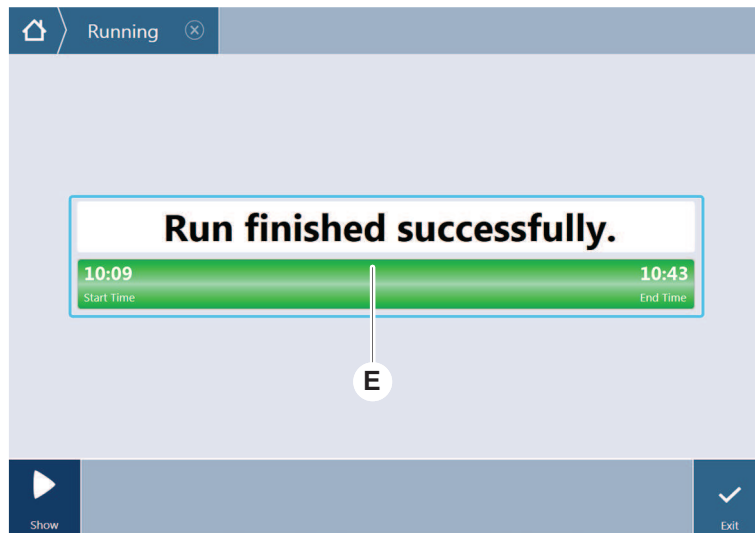 Running
Run finished successfully.
10:09 10:43
Start Time End Time
E
Show Exit